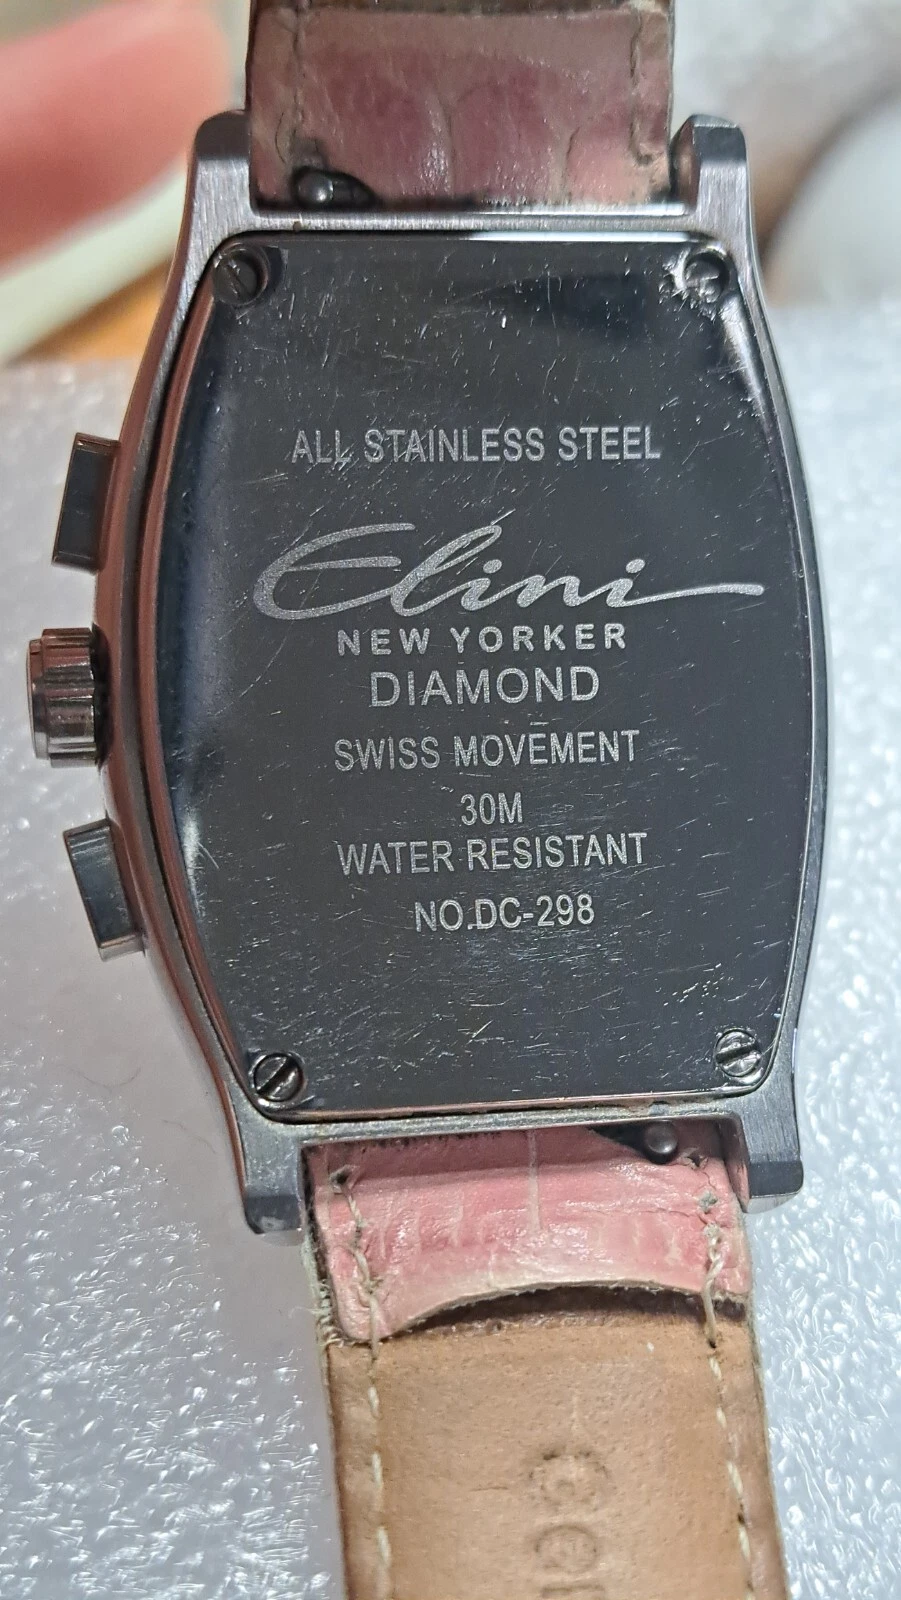 ALL STAINLESS STEEL
Elini
NEW YORKER
DIAMOND
SWISS MOVEMENT
30M
WATER RESISTANT
NO.DC-298